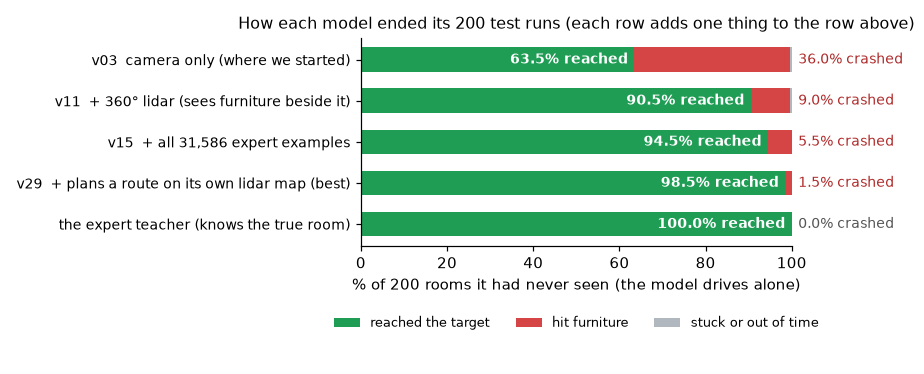 How each model ended its 200 test runs (each row adds one thing to the row above)
v03  camera only (where we started)
63.5% reached
36.0% crashed
v11  + 360° lidar (sees furniture beside it)
90.5% reached
9.0% crashed
v15  + all 31,586 expert examples
94.5% reached
5.5% crashed
v29  + plans a route on its own lidar map (best)
98.5% reached
1.5% crashed
the expert teacher (knows the true room)
100.0% reached
0.0% crashed
0 20 40 60 80 100
% of 200 rooms it had never seen (the model drives alone)
reached the target hit furniture stuck or out of time